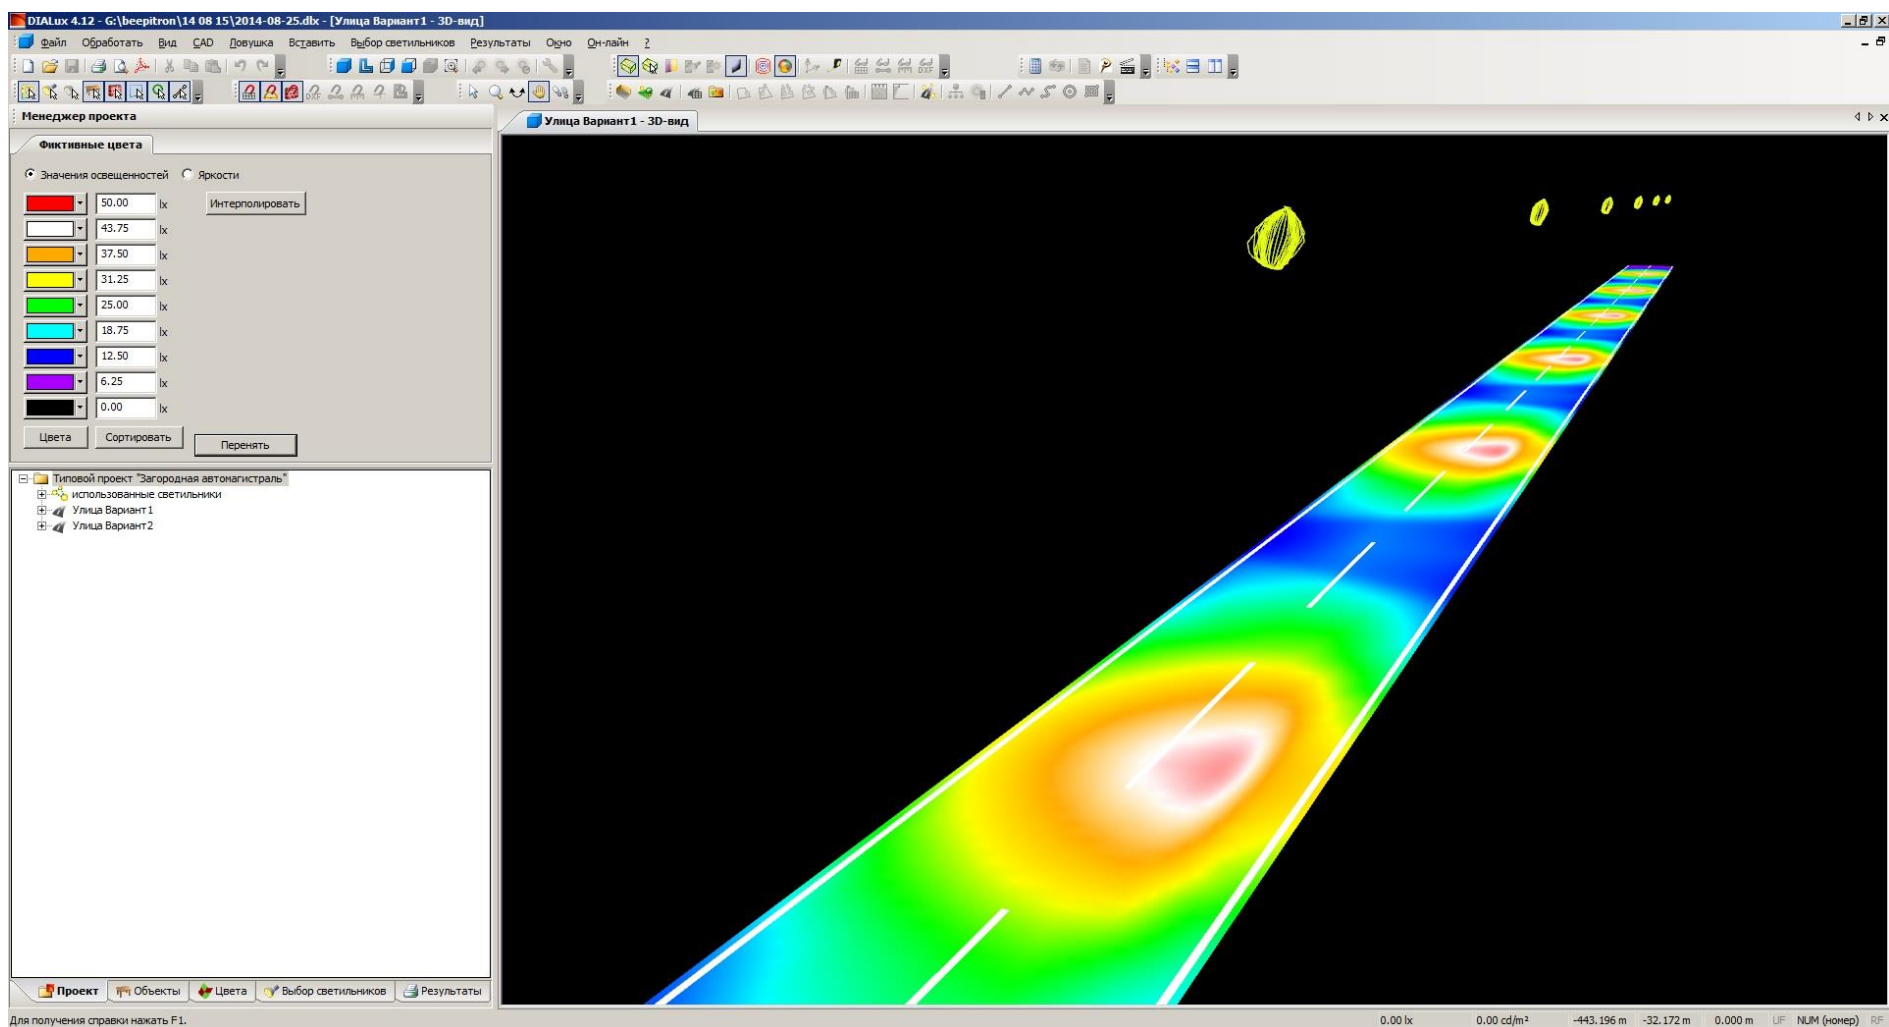 DIALux 4.12 - G:\beepitron\14 08 15\2014-08-25.dlx - [Улица Вариант1 - 3D-вид]
Файл Обработать Вид CAD Ловушка Вставить Выбор светильников Результаты Окно Он-лайн ?
Менеджер проекта
Улица Вариант1 - 3D-вид
Фиктивные цвета
Значения освещенностей Яркости
50.00 lx Интерполировать
43.75 lx
37.50 lx
31.25 lx
25.00 lx
18.75 lx
12.50 lx
6.25 lx
0.00 lx
Цвета Сортировать Перенять
Типовой проект "Загородная автомагистраль"
использованные светильники
Улица Вариант1
Улица Вариант2
Проект Объекты Цвета Выбор светильников Результаты
Для получения справки нажать F1. 0.00 lx 0.00 cd/m² -443.196 m -32.172 m 0.000 m UF NUM (номер) RF